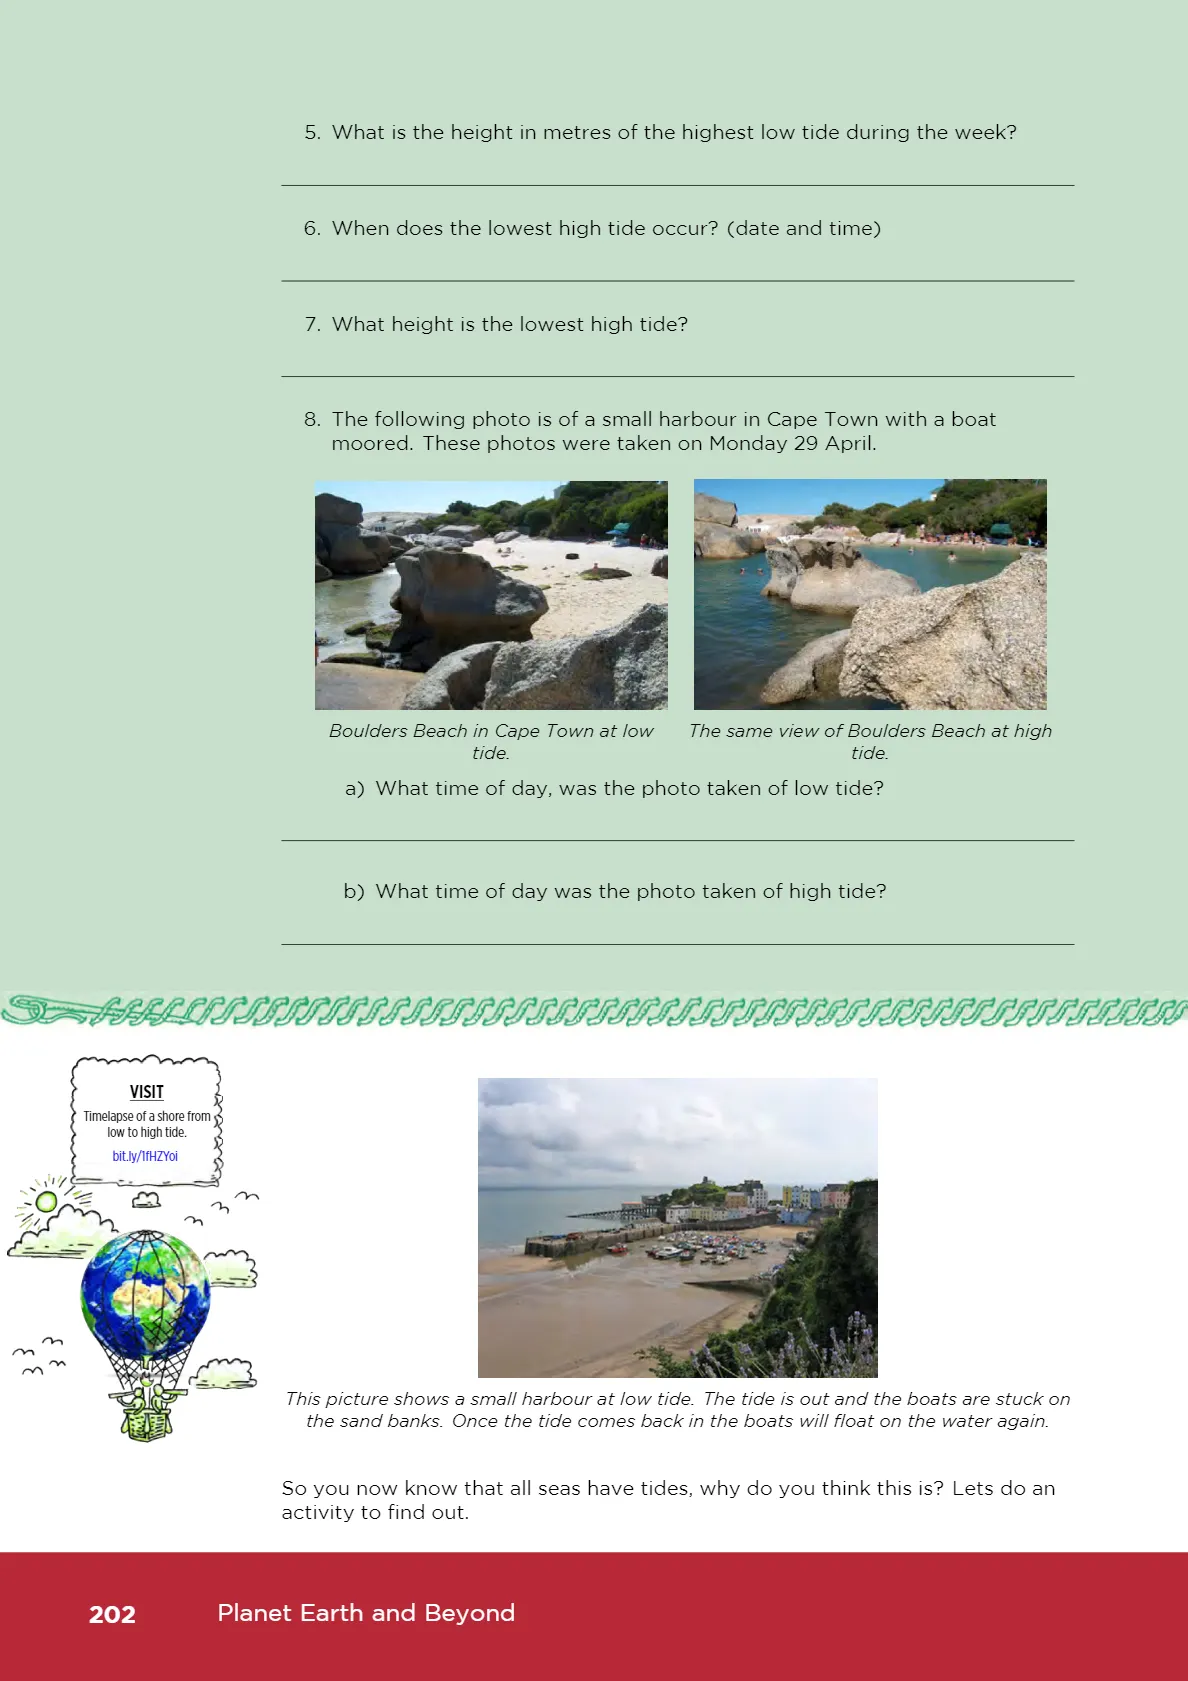 5. What is the height in metres of the highest low tide during the week?
6. When does the lowest high tide occur? (date and time)
7. What height is the lowest high tide?
8. The following photo is of a small harbour in Cape Town with a boat
moored. These photos were taken on Monday 29 April.
Boulders Beach in Cape Town at low
tide.
The same view of Boulders Beach at high
tide.
a) What time of day, was the photo taken of low tide?
b) What time of day was the photo taken of high tide?
VISIT
Timelapse of a shore from
low to high tide.
bit.ly/1fHZYoi
This picture shows a small harbour at low tide. The tide is out and the boats are stuck on
the sand banks. Once the tide comes back in the boats will float on the water again.
So you now know that all seas have tides, why do you think this is? Lets do an
activity to find out.
202 Planet Earth and Beyond